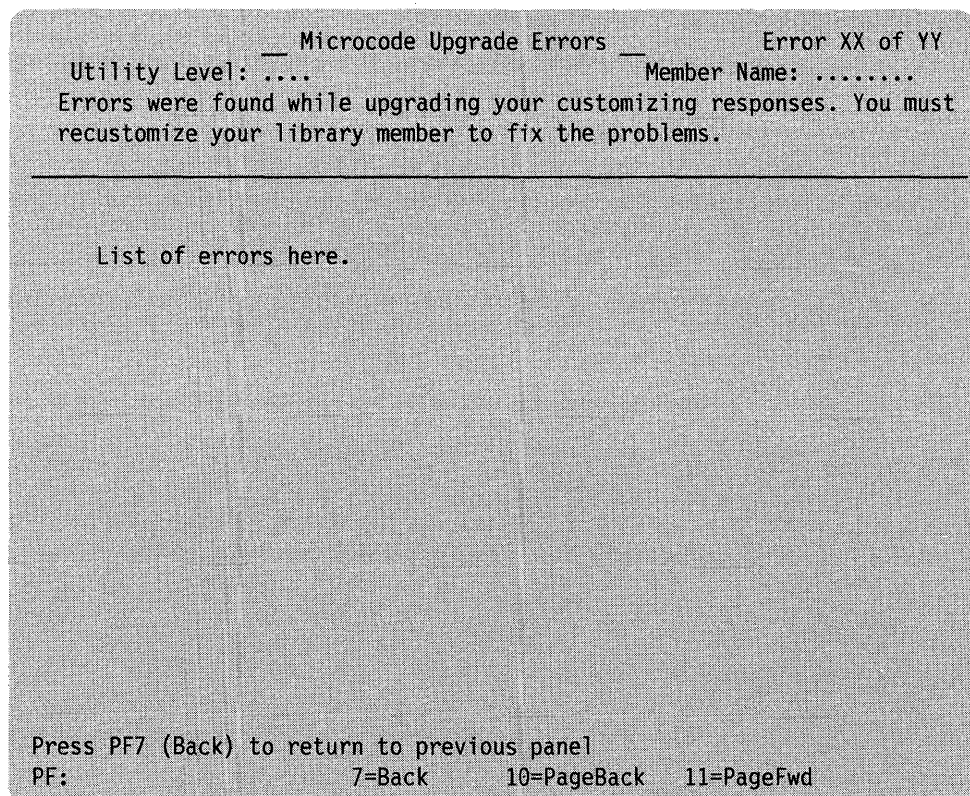 __ Microcode Upgrade Errors __ Error XX of YY
Utility Level: .... Member Name: ........
Errors were found while upgrading your customizing responses. You must
recustomize your library member to fix the problems.
List of errors here.
Press PF7 (Back) to return to previous panel
PF: 7=Back 10=PageBack 11=PageFwd